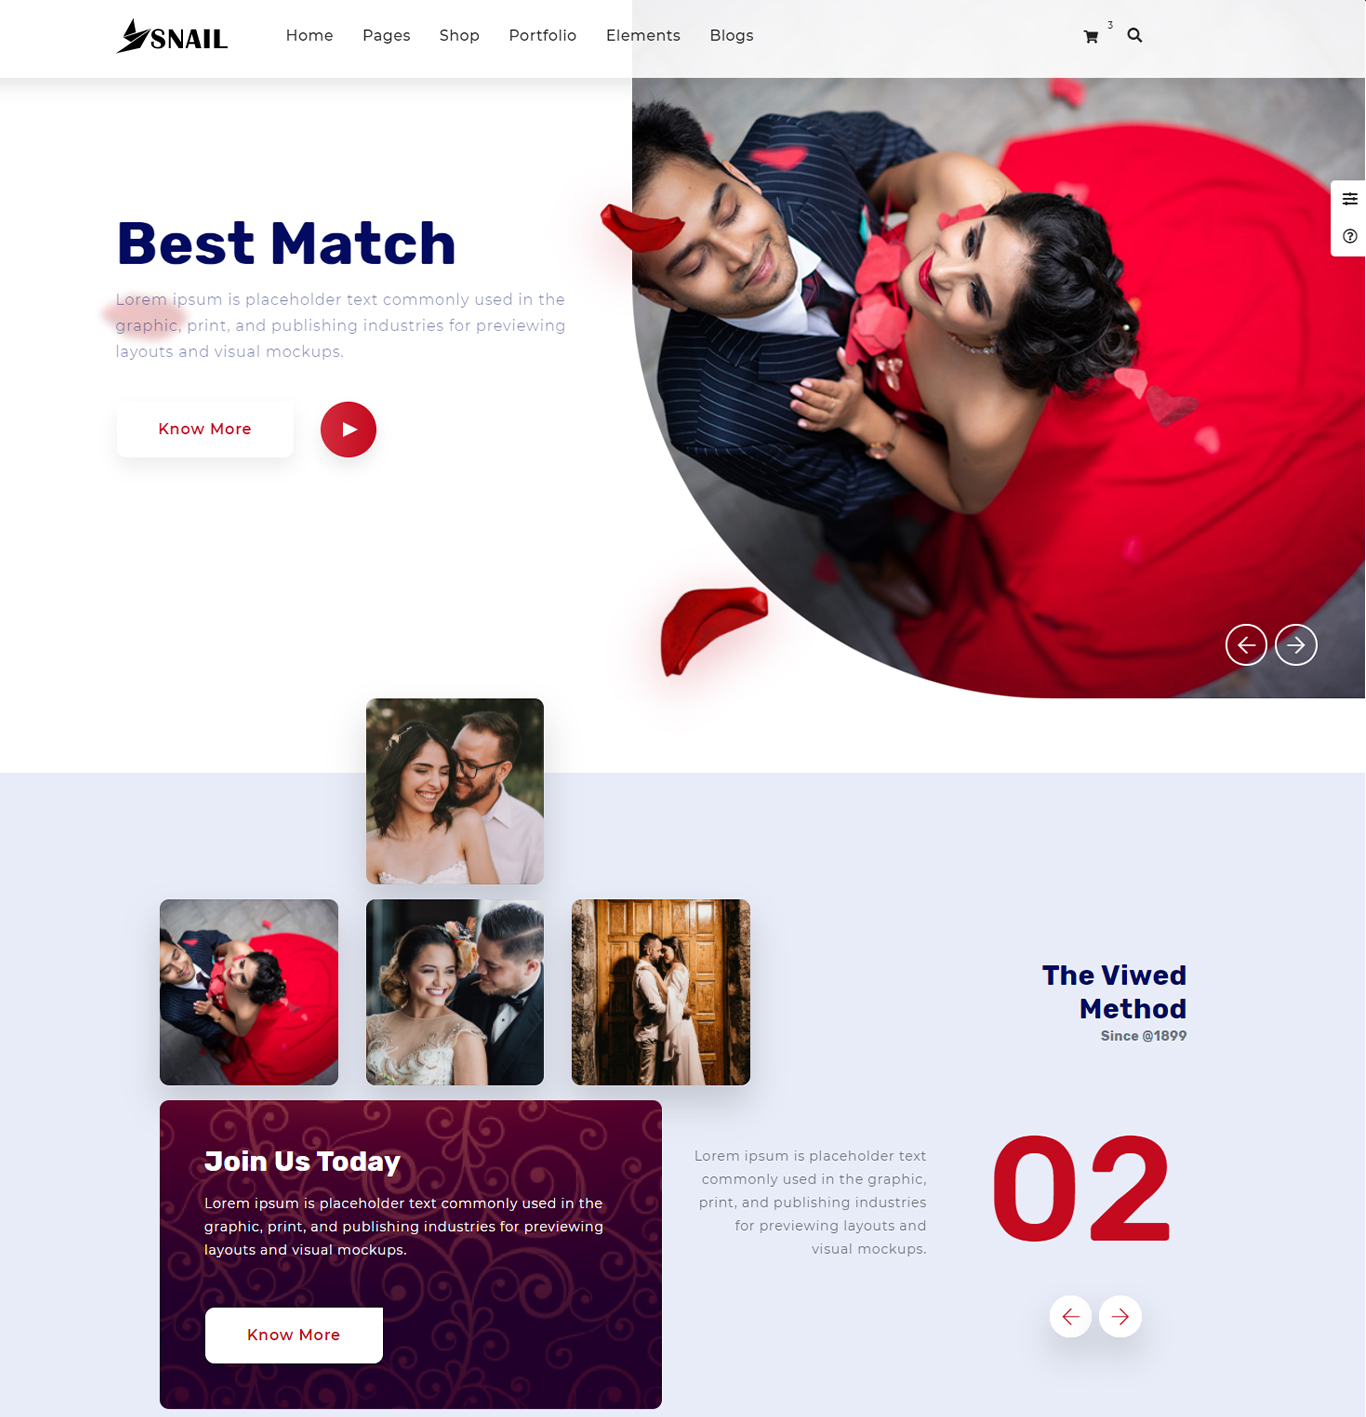 SNAIL
Home
Pages
Shop
Portfolio
Elements
Blogs
3
Best Match
Lorem ipsum is placeholder text commonly used in the
graphic, print, and publishing industries for previewing
layouts and visual mockups.
Know More
The Viwed
Method
Since @1899
Join Us Today
Lorem ipsum is placeholder text commonly used in the
graphic, print, and publishing industries for previewing
layouts and visual mockups.
Know More
Lorem ipsum is placeholder text
commonly used in the graphic,
print, and publishing industries
for previewing layouts and
visual mockups.
02